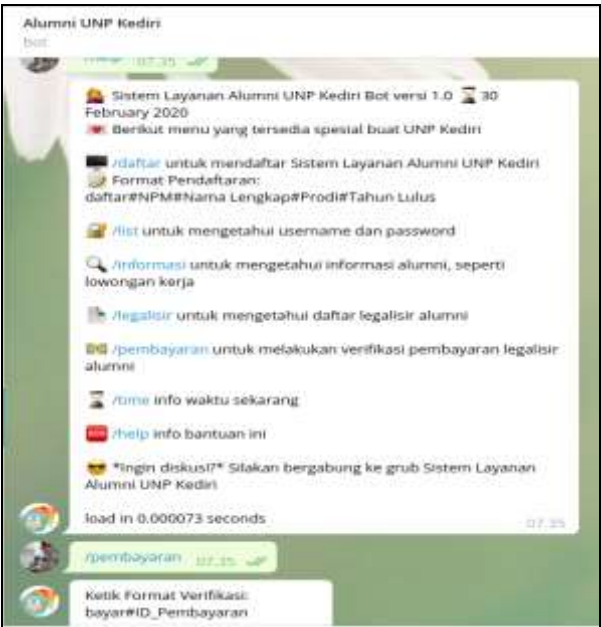 Alumni UNP Kediri
bot
/help 07.35
Sistem Layanan Alumni UNP Kediri Bot versi 1.0 30
February 2020
Berikut menu yang tersedia spesial buat UNP Kediri
/daftar untuk mendaftar Sistem Layanan Alumni UNP Kediri
Format Pendaftaran:
daftar#NPM#Nama Lengkap#Prodi#Tahun Lulus
/list untuk mengetahui username dan password
/informasi untuk mengetahui informasi alumni, seperti
lowongan kerja
/legalisir untuk mengetahui daftar legalisir alumni
/pembayaran untuk melakukan verifikasi pembayaran legalisir
alumni
/time info waktu sekarang
/help info bantuan ini
*Ingin diskusi?* Silakan bergabung ke grub Sistem Layanan
Alumni UNP Kediri
load in 0.000073 seconds
07.35
/pembayaran 07.35
Ketik Format Verifikasi:
bayar#ID_Pembayaran